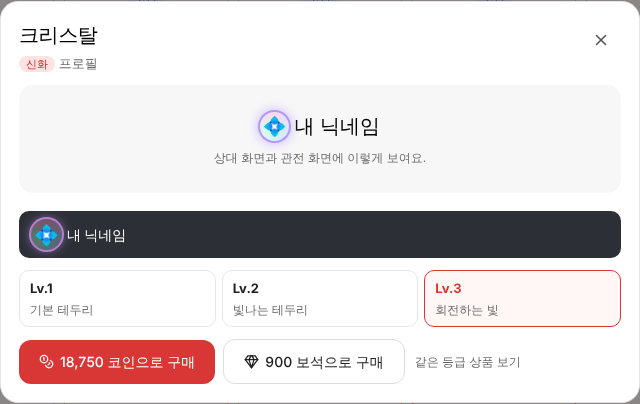 크리스탈
신화 프로필
내 닉네임
상대 화면과 관전 화면에 이렇게 보여요.
내 닉네임
Lv.1
기본 테두리
Lv.2
빛나는 테두리
Lv.3
회전하는 빛
18,750 코인으로 구매
900 보석으로 구매
같은 등급 상품 보기